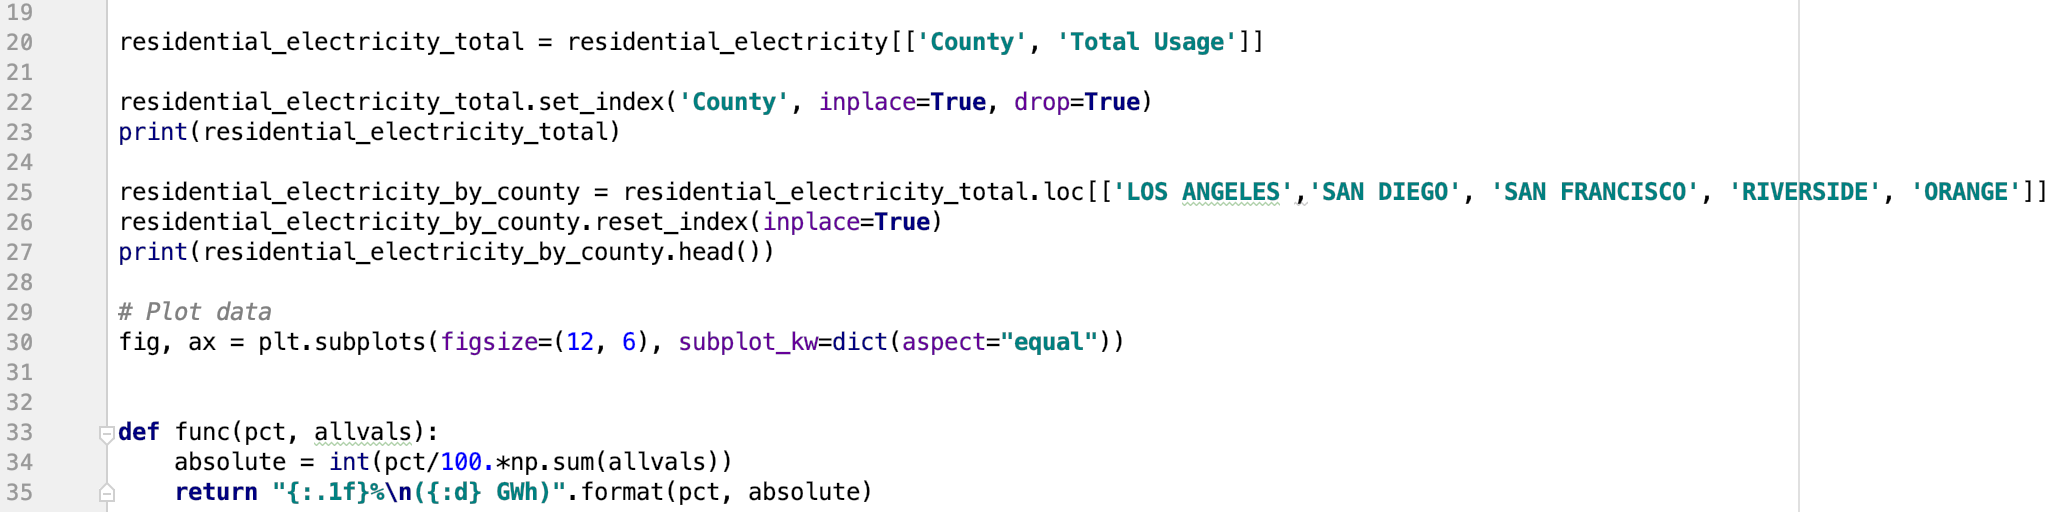 19
20 residential_electricity_total = residential_electricity[['County', 'Total Usage']]
21
22 residential_electricity_total.set_index('County', inplace=True, drop=True)
23 print(residential_electricity_total)
24
25 residential_electricity_by_county = residential_electricity_total.loc[['LOS ANGELES','SAN DIEGO', 'SAN FRANCISCO', 'RIVERSIDE', 'ORANGE']]
26 residential_electricity_by_county.reset_index(inplace=True)
27 print(residential_electricity_by_county.head())
28
29 # Plot data
30 fig, ax = plt.subplots(figsize=(12, 6), subplot_kw=dict(aspect="equal"))
31
32
33 def func(pct, allvals):
34     absolute = int(pct/100.*np.sum(allvals))
35     return "{:.1f}%\n({:d} GWh)".format(pct, absolute)